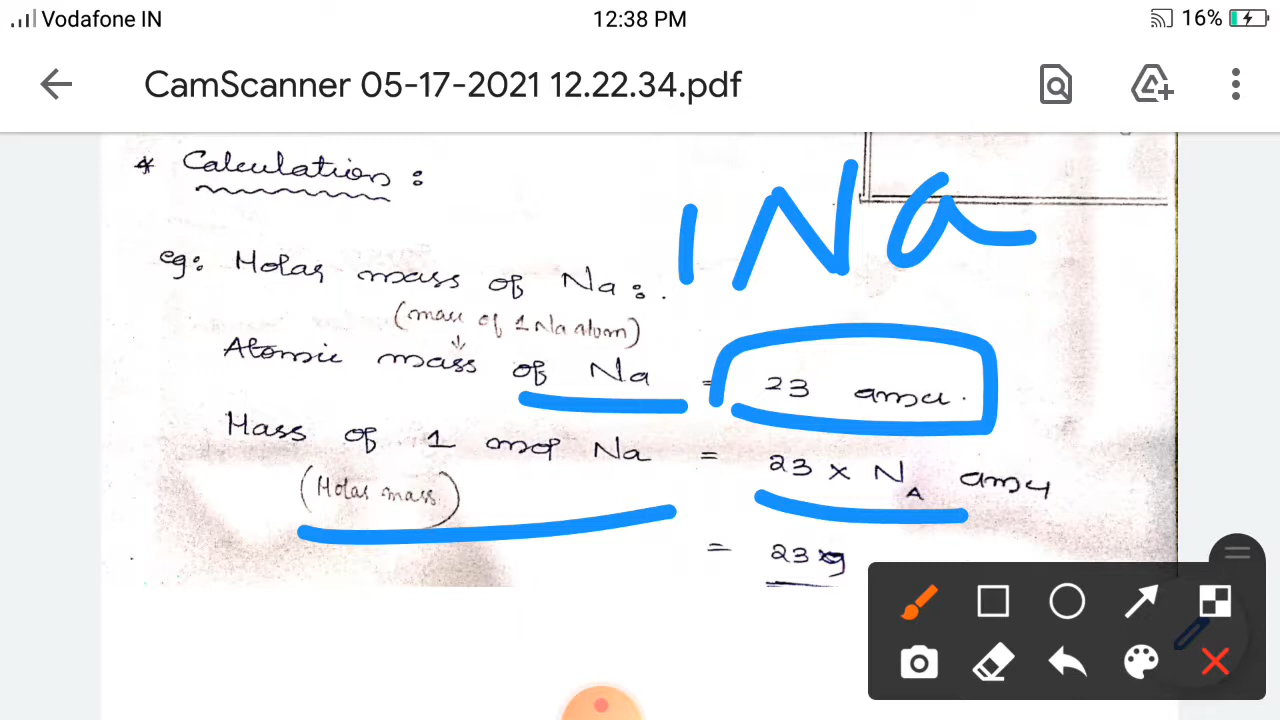 Vodafone IN 12:38 PM 16%
CamScanner 05-17-2021 12.22.34.pdf
* Calculation :
1 Na
eg: Molar mass of Na :.
(mass of 1 Na atom)
Atomic mass of Na = 23 amu.
Mass of 1 mol Na = 23 x NA amu
(Molar mass)
= 23 g